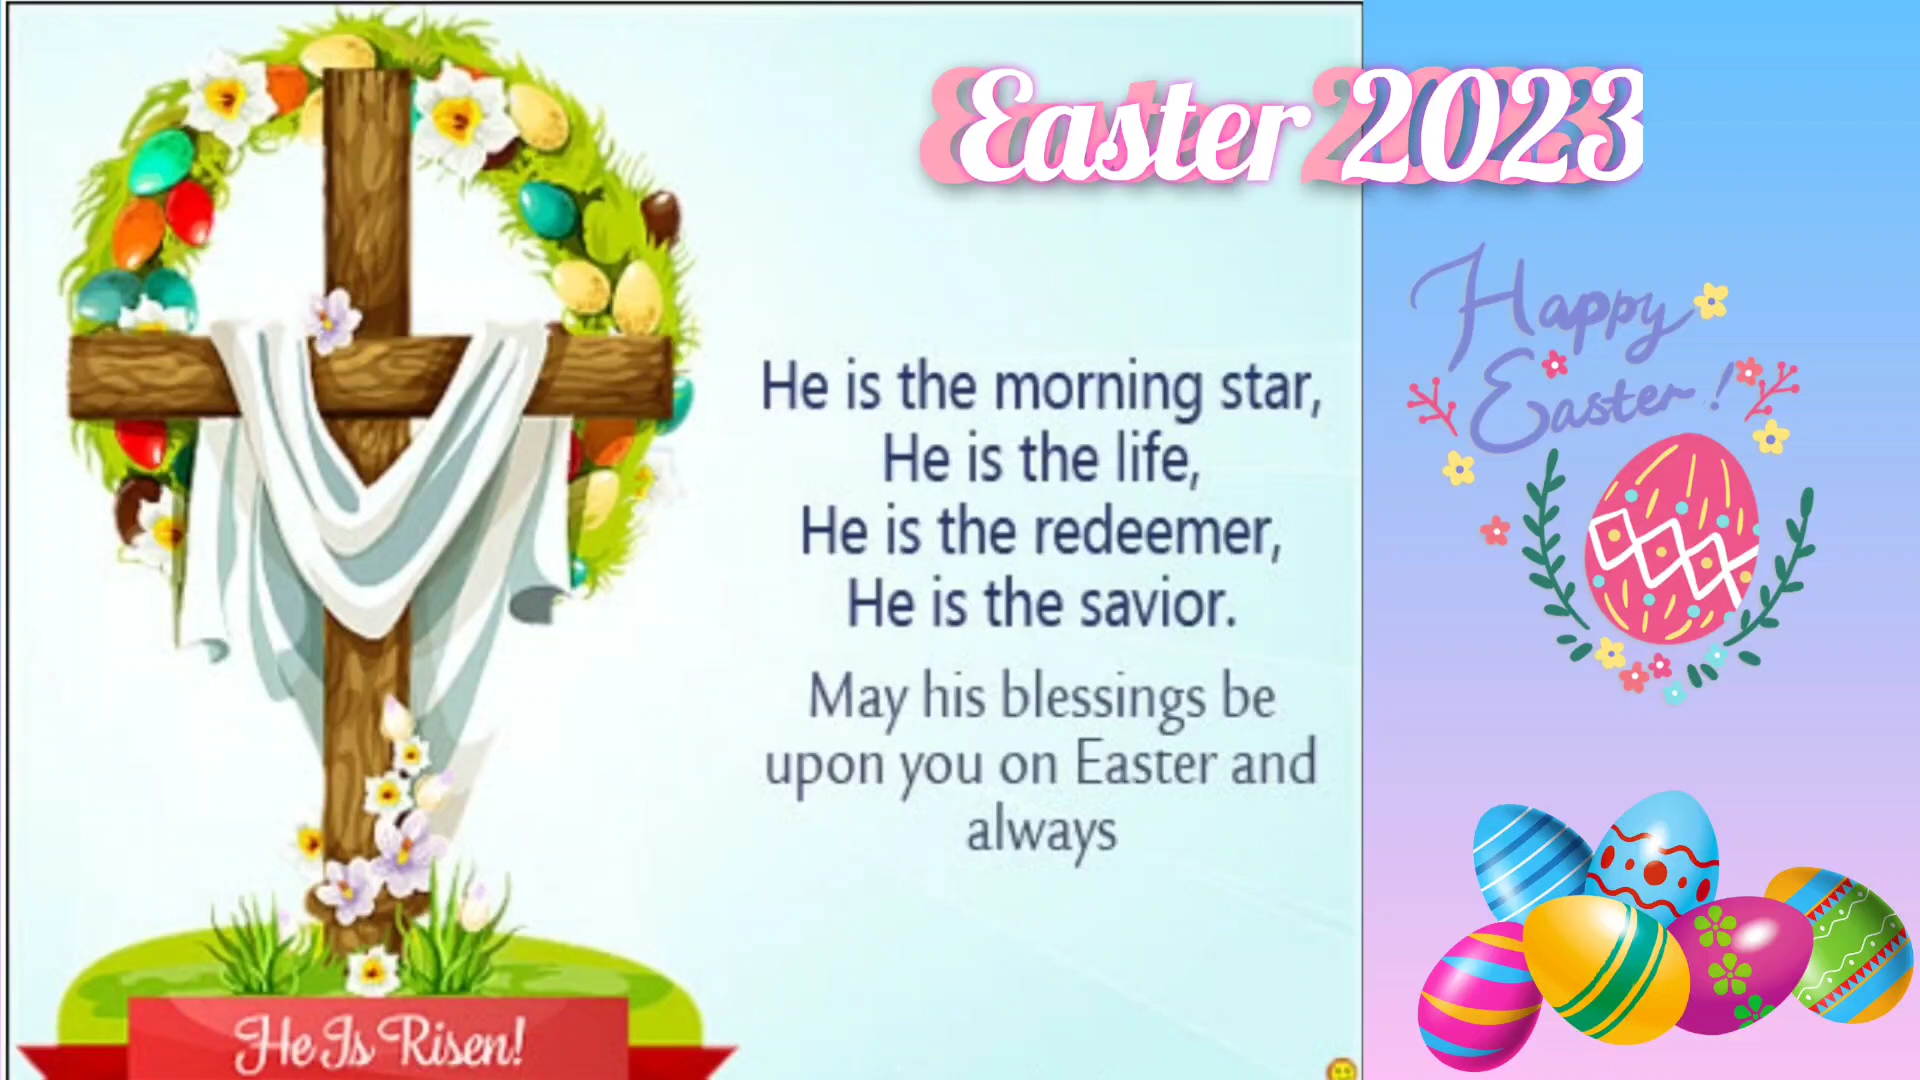 Easter 2023
Happy
Easter!
He is the morning star,
He is the life,
He is the redeemer,
He is the savior.
May his blessings be
upon you on Easter and
always
He Is Risen!